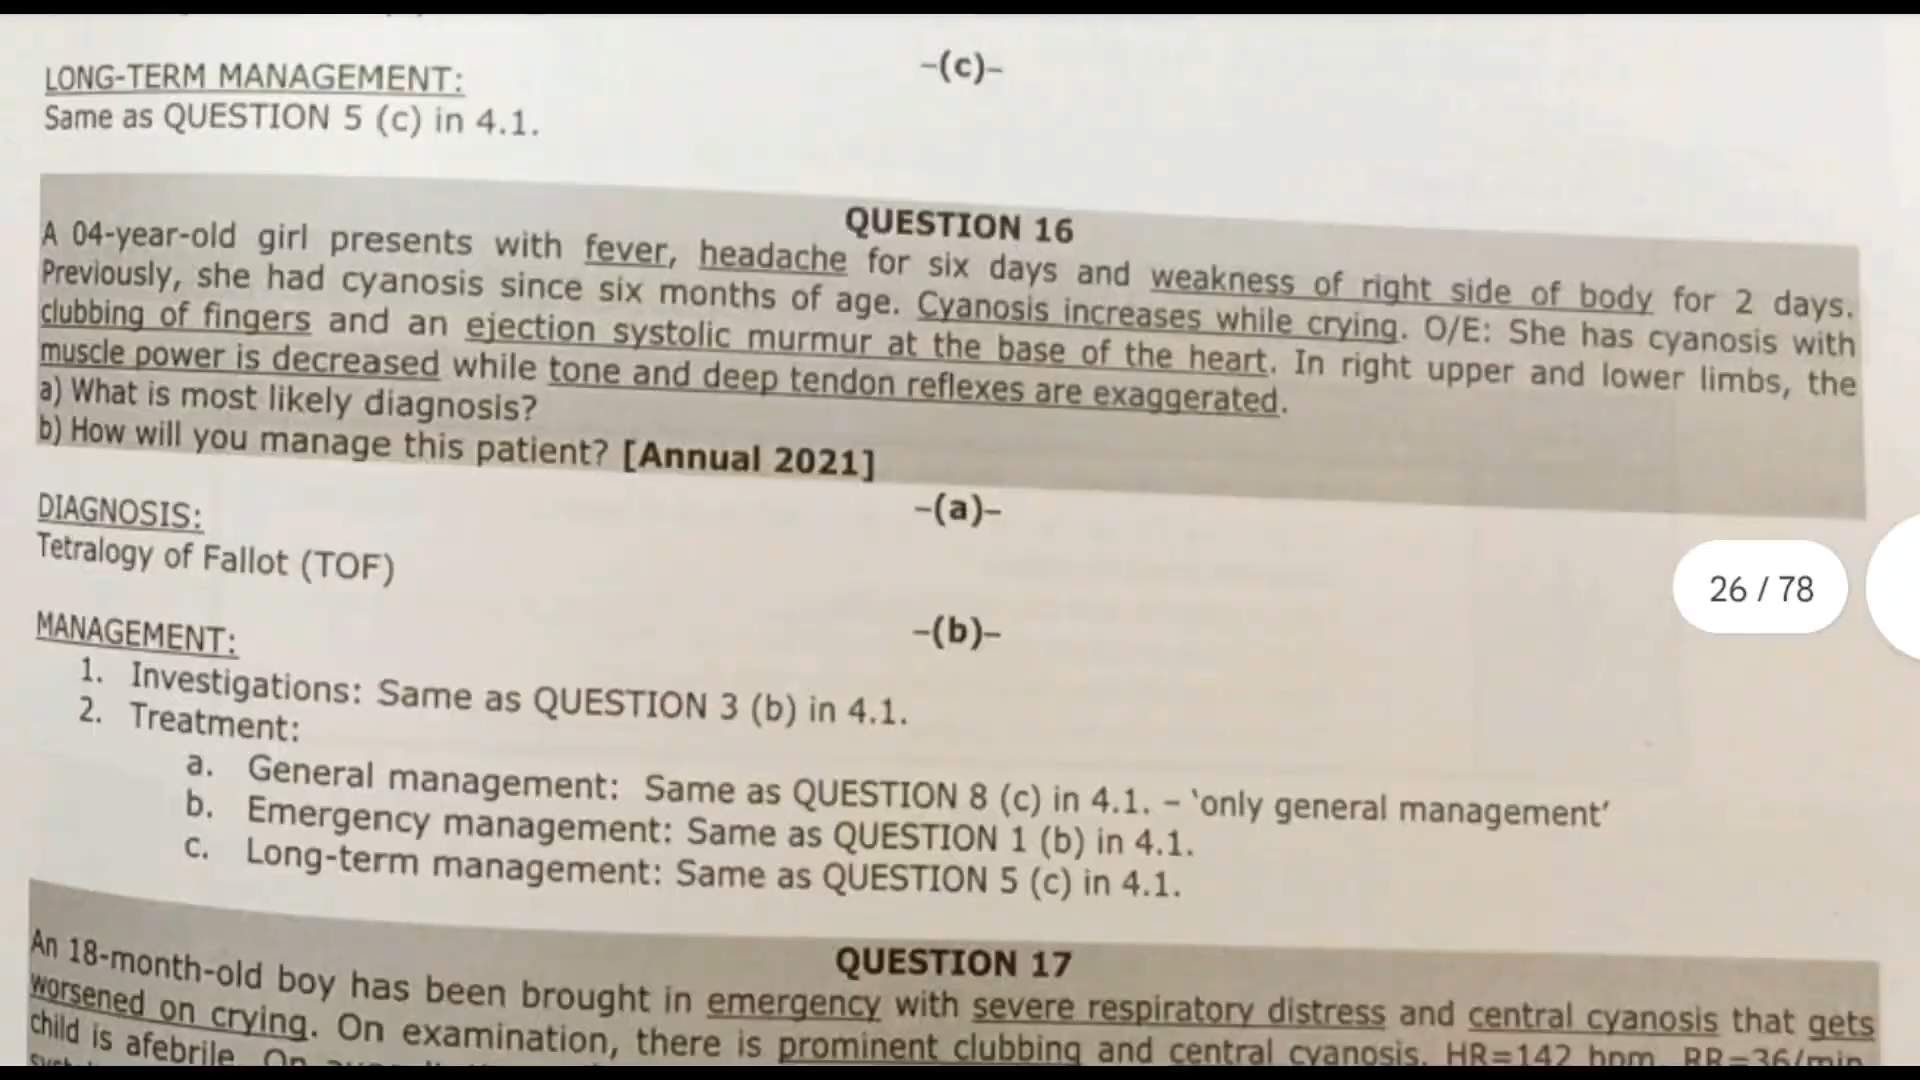 -(c)-
LONG-TERM MANAGEMENT:
Same as QUESTION 5 (c) in 4.1.
QUESTION 16
A 04-year-old girl presents with fever, headache for six days and weakness of right side of body for 2 days.
Previously, she had cyanosis since six months of age. Cyanosis increases while crying. O/E: She has cyanosis with
clubbing of fingers and an ejection systolic murmur at the base of the heart. In right upper and lower limbs, the
muscle power is decreased while tone and deep tendon reflexes are exaggerated.
a) What is most likely diagnosis?
b) How will you manage this patient? [Annual 2021]
-(a)-
DIAGNOSIS:
Tetralogy of Fallot (TOF)
26 / 78
-(b)-
MANAGEMENT:
1. Investigations: Same as QUESTION 3 (b) in 4.1.
2. Treatment:
a. General management: Same as QUESTION 8 (c) in 4.1. – ‘only general management’
b. Emergency management: Same as QUESTION 1 (b) in 4.1.
c. Long-term management: Same as QUESTION 5 (c) in 4.1.
QUESTION 17
An 18-month-old boy has been brought in emergency with severe respiratory distress and central cyanosis that gets
worsened on crying. On examination, there is prominent clubbing and central cyanosis. HR=142 bpm, RR=36/min,
child is afebrile. On